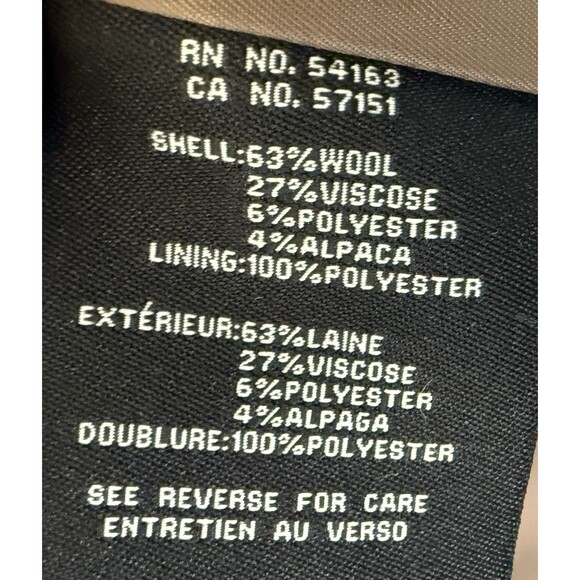 RN NO. 54163
CA NO. 57151
SHELL:63%WOOL
27%VISCOSE
6%POLYESTER
4%ALPACA
LINING:100%POLYESTER
EXTÉRIEUR:63%LAINE
27%VISCOSE
6%POLYESTER
4%ALPAGA
DOUBLURE:100%POLYESTER
SEE REVERSE FOR CARE
ENTRETIEN AU VERSO